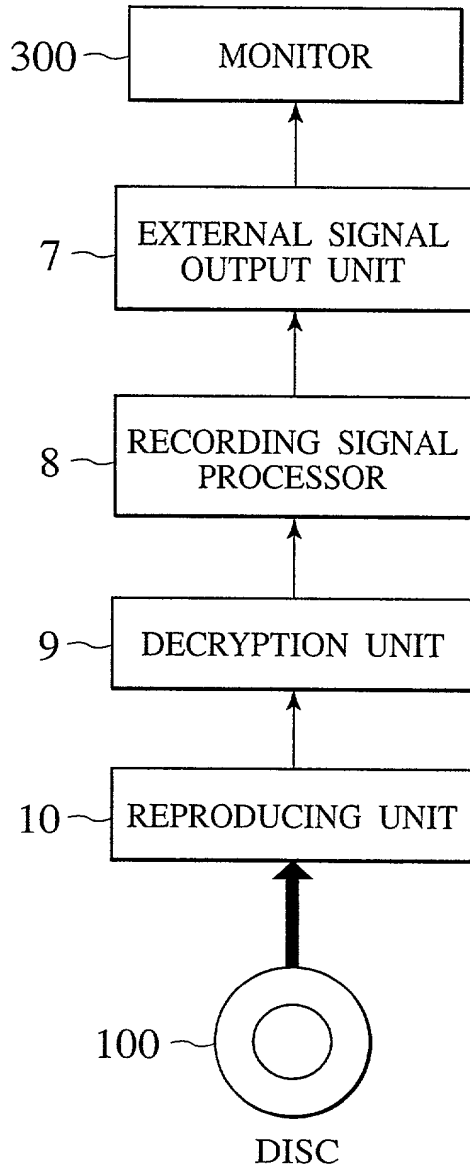 300
MONITOR
7
EXTERNAL SIGNAL
OUTPUT UNIT
8
RECORDING SIGNAL
PROCESSOR
9
DECRYPTION UNIT
10
REPRODUCING UNIT
100
DISC